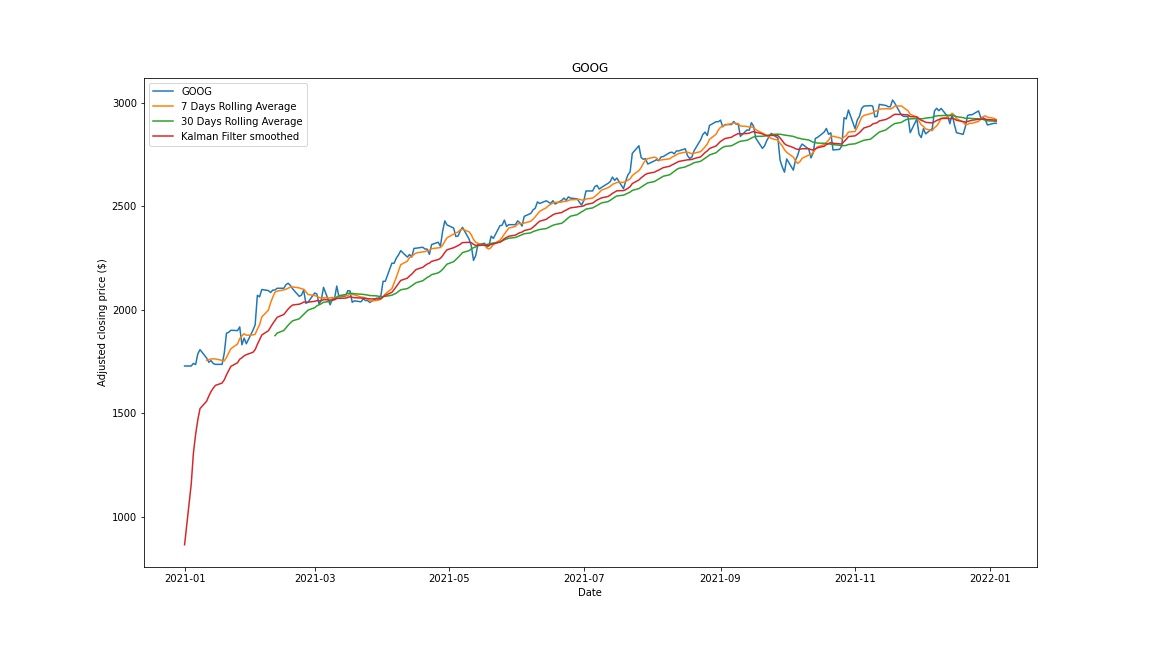 GOOG
GOOG
7 Days Rolling Average
30 Days Rolling Average
Kalman Filter smoothed
Adjusted closing price ($)
3000
2500
2000
1500
1000
2021-01 2021-03 2021-05 2021-07 2021-09 2021-11 2022-01
Date